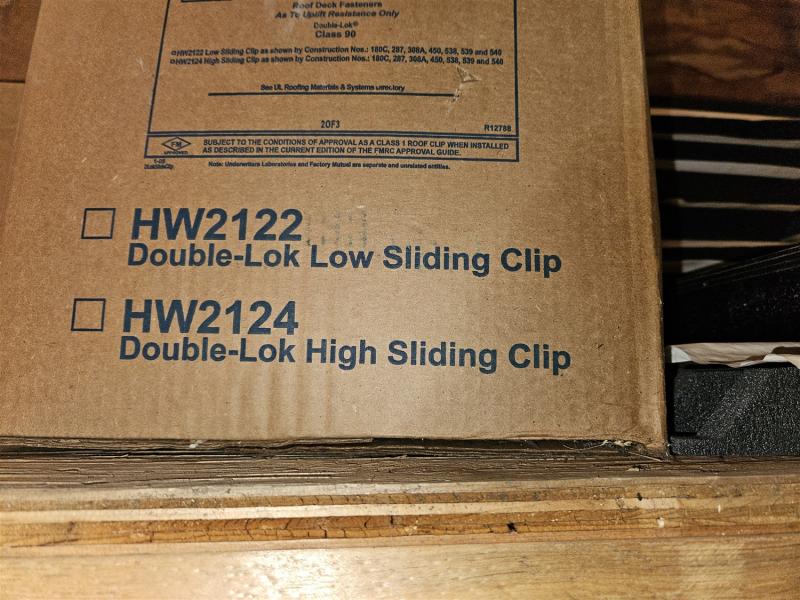 Roof Deck Fasteners
As To Uplift Resistance Only
Double-Lok®
Class 90
HW2122 Low Sliding Clip as shown by Construction Nos.: 180C, 287, 308A, 450, 538, 539 and 540
HW2124 High Sliding Clip as shown by Construction Nos.: 180C, 287, 308A, 450, 538, 539 and 540
See UL Roofing Materials & Systems Directory
2OF3
R12788
FM
APPROVED
SUBJECT TO THE CONDITIONS OF APPROVAL AS A CLASS 1 ROOF CLIP WHEN INSTALLED
AS DESCRIBED IN THE CURRENT EDITION OF THE FMRC APPROVAL GUIDE.
1-05
Note: Underwriters Laboratories and Factory Mutual are separate and unrelated entities.
HW2122
Double-Lok Low Sliding Clip
HW2124
Double-Lok High Sliding Clip